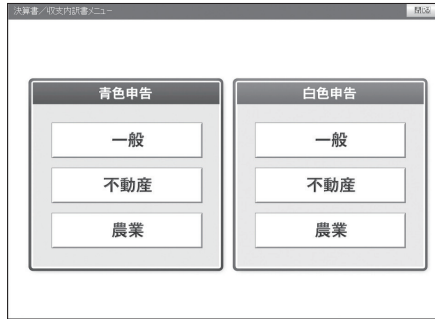 決算書／収支内訳書メニュー
閉じる
青色申告
一般
不動産
農業
白色申告
一般
不動産
農業